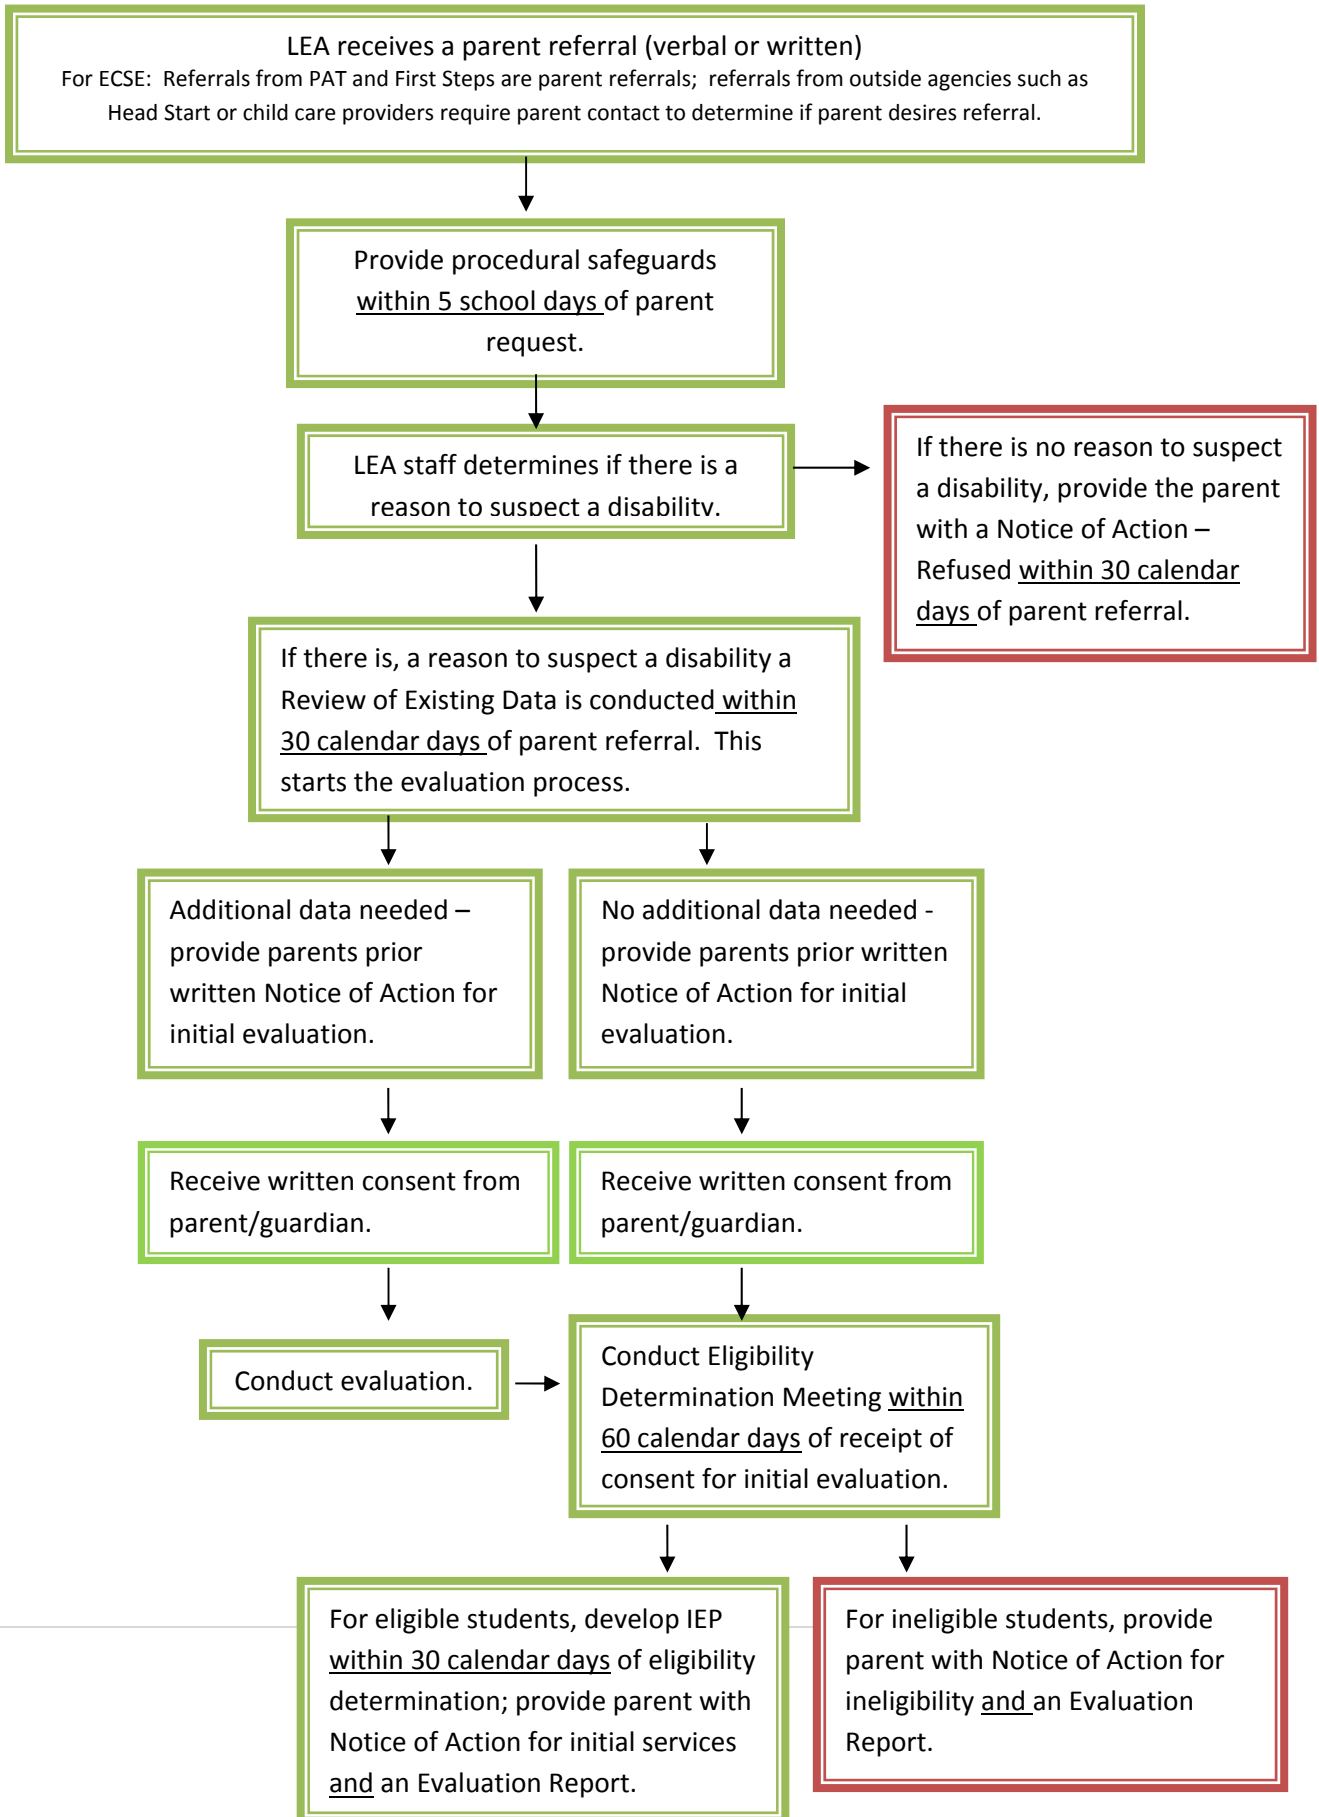 LEA receives a parent referral (verbal or written)
For ECSE: Referrals from PAT and First Steps are parent referrals; referrals from outside agencies such as
Head Start or child care providers require parent contact to determine if parent desires referral.
Provide procedural safeguards
within 5 school days of parent
request.
LEA staff determines if there is a
reason to suspect a disability.
If there is no reason to suspect
a disability, provide the parent
with a Notice of Action –
Refused within 30 calendar
days of parent referral.
If there is, a reason to suspect a disability a
Review of Existing Data is conducted within
30 calendar days of parent referral. This
starts the evaluation process.
Additional data needed –
provide parents prior
written Notice of Action for
initial evaluation.
No additional data needed -
provide parents prior written
Notice of Action for initial
evaluation.
Receive written consent from
parent/guardian.
Receive written consent from
parent/guardian.
Conduct evaluation.
Conduct Eligibility
Determination Meeting within
60 calendar days of receipt of
consent for initial evaluation.
For eligible students, develop IEP
within 30 calendar days of eligibility
determination; provide parent with
Notice of Action for initial services
and an Evaluation Report.
For ineligible students, provide
parent with Notice of Action for
ineligibility and an Evaluation
Report.